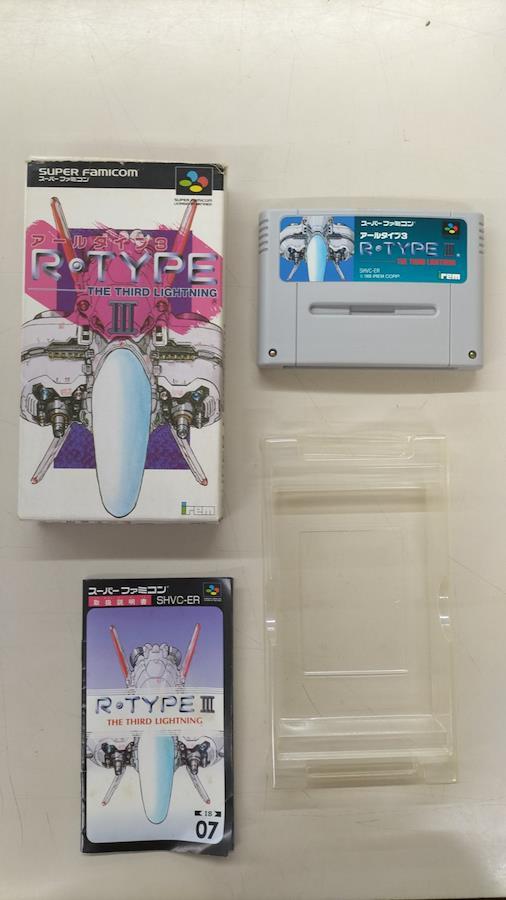 SUPER FAMICOM
スーパーファミコン
SUPER FAMICOM
アールタイプ3
R・TYPE
THE THIRD LIGHTNING
III
irem
スーパーファミコン
アールタイプ3
R・TYPE III
THE THIRD LIGHTNING
SHVC-ER
irem
スーパーファミコン
取扱説明書 SHVC-ER
R・TYPE III
THE THIRD LIGHTNING
IS
07